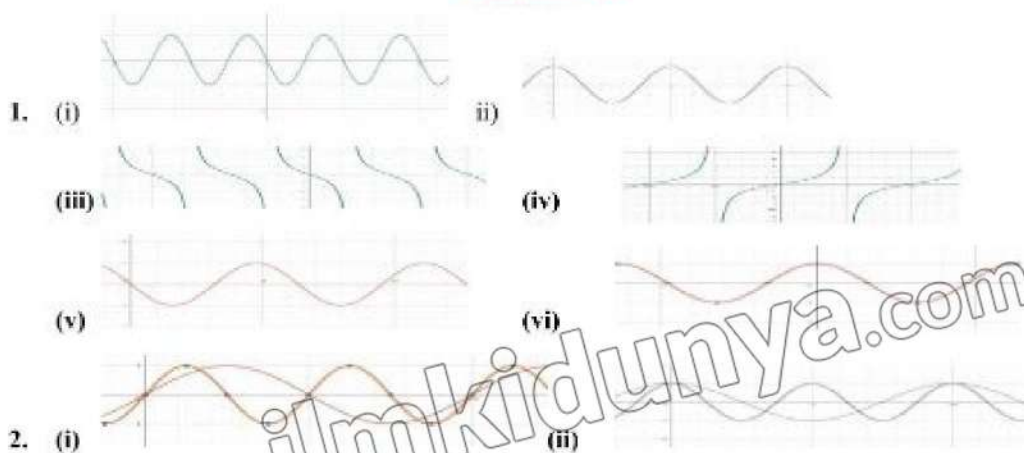 1. (i) ii)
(iii) (iv)
(v) (vi)
2. (i) (ii)
ilmkidunya.com